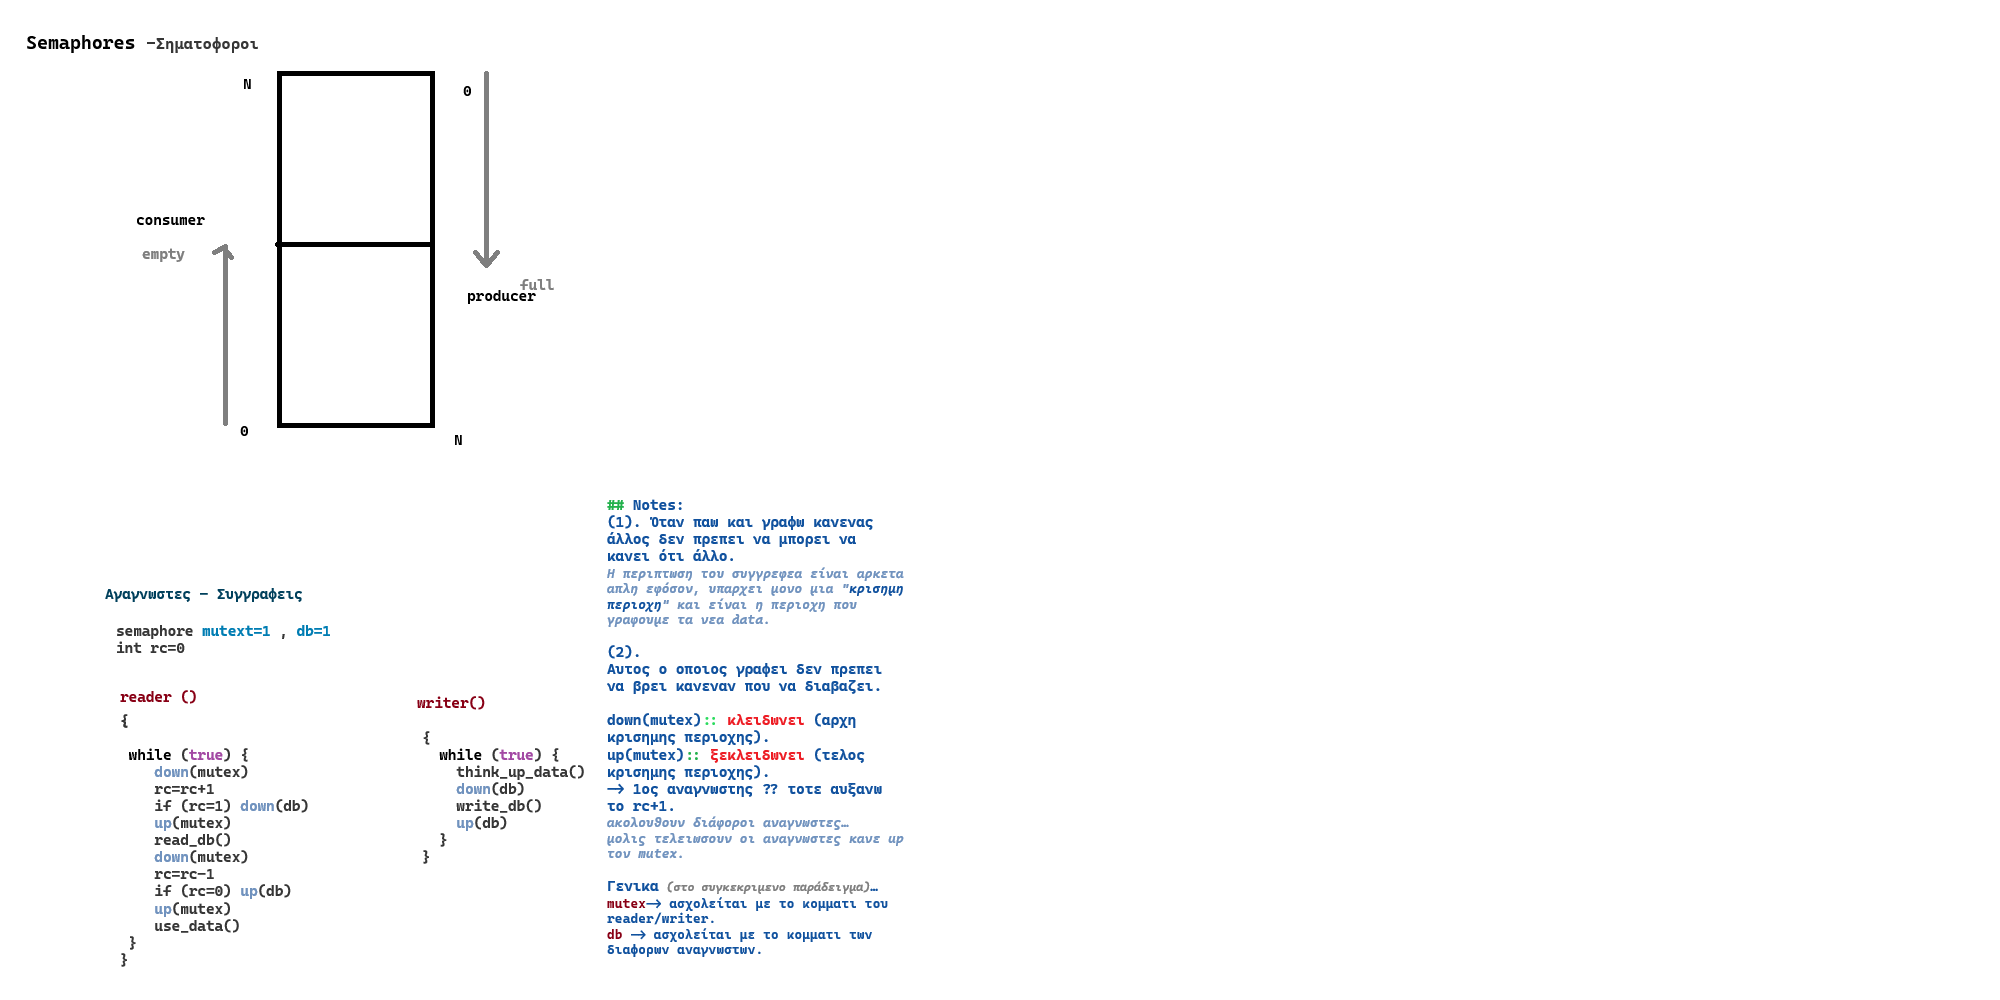 Semaphores -Σηματοφοροι
N
0
consumer
empty
full
producer
0
N
Αγαγνωστες - Συγγραφεις
semaphore mutext=1 , db=1
int rc=0
reader ()
{
while (true) {
down(mutex)
rc=rc+1
if (rc=1) down(db)
up(mutex)
read_db()
down(mutex)
rc=rc-1
if (rc=0) up(db)
up(mutex)
use_data()
}
}
writer()
{
while (true) {
think_up_data()
down(db)
write_db()
up(db)
}
}
## Notes:
(1). Όταν παω και γραφω κανενας
άλλος δεν πρεπει να μπορει να
κανει ότι άλλο.
Η περιπτωση του συγγρεφεα είναι αρκετα
απλη εφόσον, υπαρχει μονο μια "κρισημη
περιοχη" και είναι η περιοχη που
γραφουμε τα νεα data.
(2).
Αυτος ο οποιος γραφει δεν πρεπει
να βρει κανεναν που να διαβαζει.
down(mutex):: κλειδωνει (αρχη
κρισημης περιοχης).
up(mutex):: ξεκλειδωνει (τελος
κρισημης περιοχης).
—> 1ος αναγνωστης ?? τοτε αυξανω
το rc+1.
ακολουθουν διάφοροι αναγνωστες…
μολις τελειωσουν οι αναγνωστες κανε up
τον mutex.
Γενικα (στο συγκεκριμενο παράδειγμα)…
mutex—> ασχολείται με το κομματι του
reader/writer.
db —> ασχολείται με το κομματι των
διαφορων αναγνωστων.